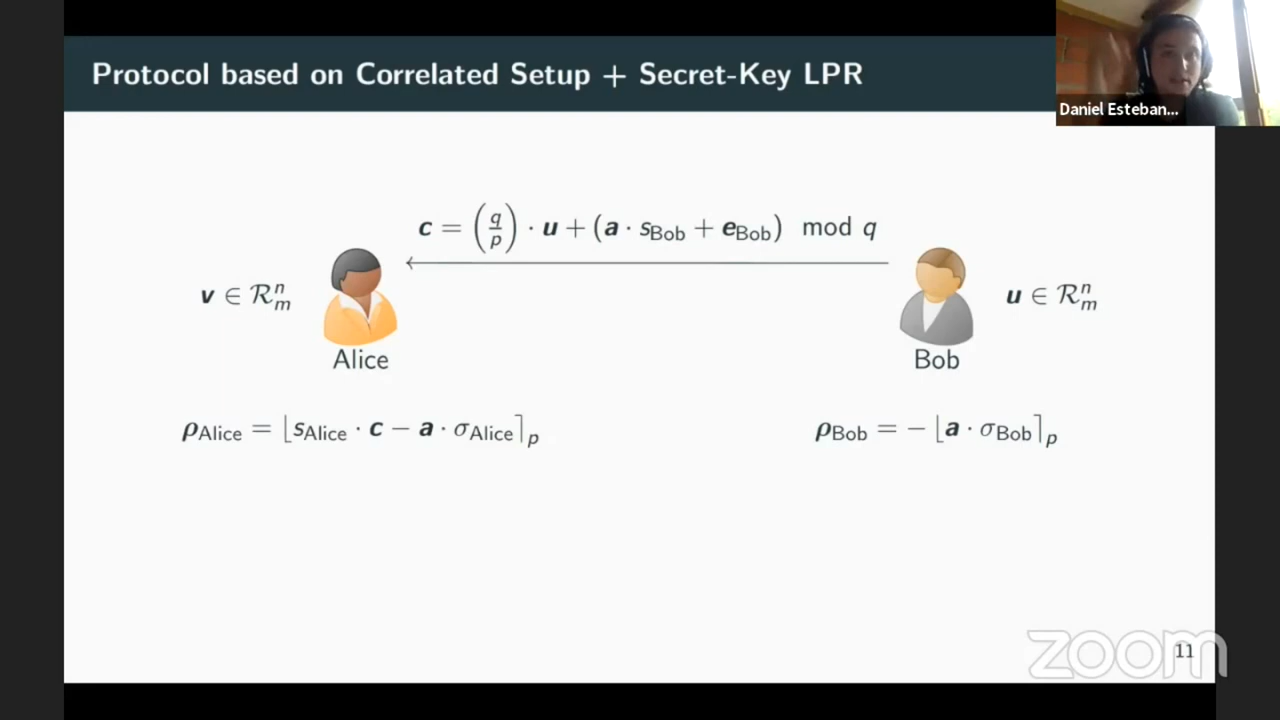 Protocol based on Correlated Setup + Secret-Key LPR
Daniel Esteban...
c = (q/p) · u + (a · s_Bob + e_Bob) mod q
v ∈ R_m^n
u ∈ R_m^n
Alice
Bob
ρ_Alice = ⌊s_Alice · c − a · σ_Alice⌉_p
ρ_Bob = − ⌊a · σ_Bob⌉_p
zoom
11